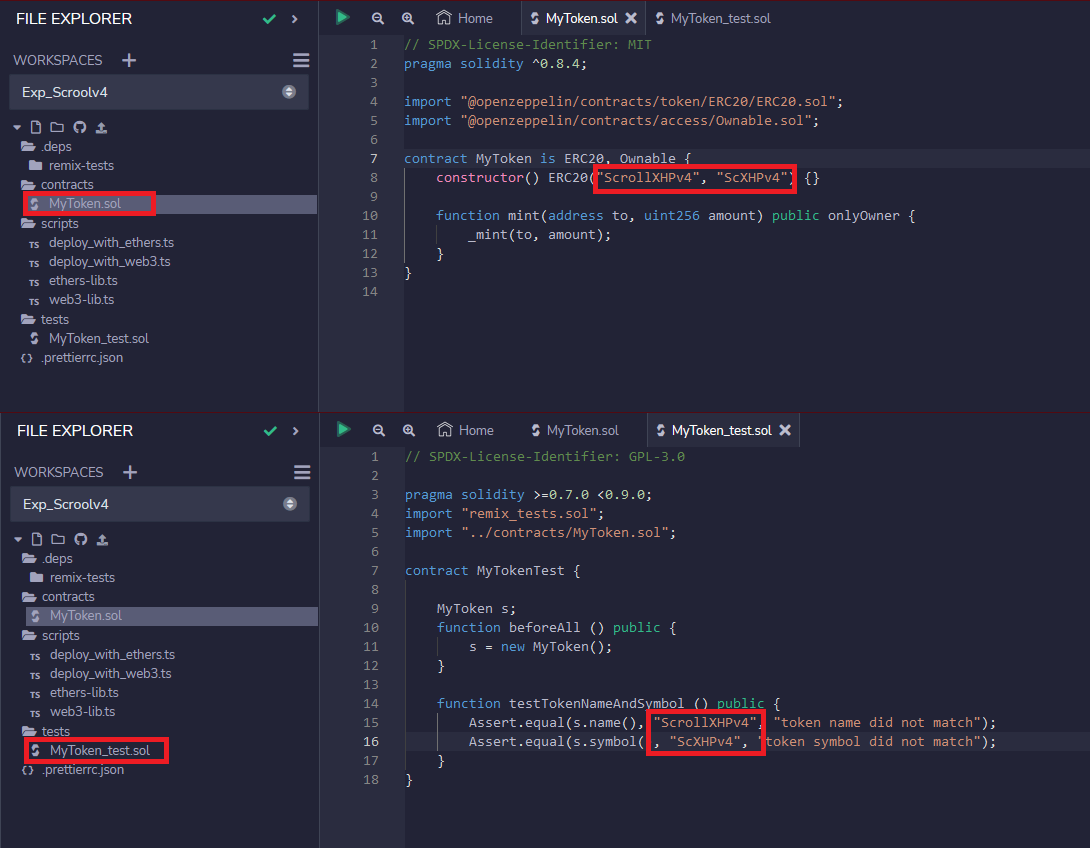 FILE EXPLORER
WORKSPACES
Exp_Scroolv4
.deps
remix-tests
contracts
MyToken.sol
scripts
TS deploy_with_ethers.ts
TS deploy_with_web3.ts
TS ethers-lib.ts
TS web3-lib.ts
tests
MyToken_test.sol
{} .prettierrc.json
Home MyToken.sol MyToken_test.sol
1 // SPDX-License-Identifier: MIT
2 pragma solidity ^0.8.4;
3
4 import "@openzeppelin/contracts/token/ERC20/ERC20.sol";
5 import "@openzeppelin/contracts/access/Ownable.sol";
6
7 contract MyToken is ERC20, Ownable {
8 constructor() ERC20("ScrollXHPv4", "ScXHPv4") {}
9
10 function mint(address to, uint256 amount) public onlyOwner {
11 _mint(to, amount);
12 }
13 }
14
FILE EXPLORER
WORKSPACES
Exp_Scroolv4
.deps
remix-tests
contracts
MyToken.sol
scripts
TS deploy_with_ethers.ts
TS deploy_with_web3.ts
TS ethers-lib.ts
TS web3-lib.ts
tests
MyToken_test.sol
{} .prettierrc.json
Home MyToken.sol MyToken_test.sol
1 // SPDX-License-Identifier: GPL-3.0
2
3 pragma solidity >=0.7.0 <0.9.0;
4 import "remix_tests.sol";
5 import "../contracts/MyToken.sol";
6
7 contract MyTokenTest {
8
9 MyToken s;
10 function beforeAll () public {
11 s = new MyToken();
12 }
13
14 function testTokenNameAndSymbol () public {
15 Assert.equal(s.name(), "ScrollXHPv4", "token name did not match");
16 Assert.equal(s.symbol(, "ScXHPv4", "token symbol did not match");
17 }
18 }